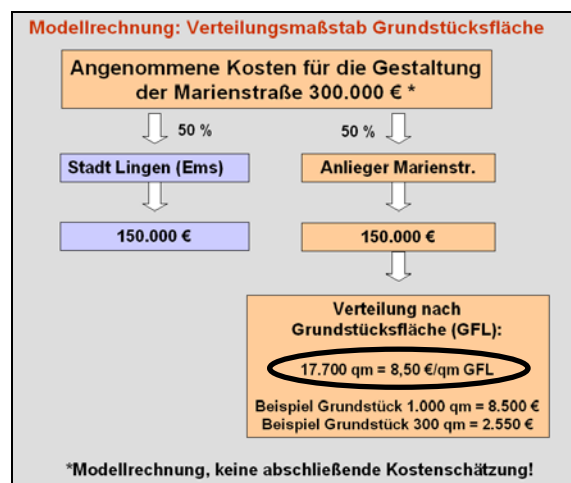 Modellrechnung: Verteilungsmaßstab Grundstücksfläche
Angenommene Kosten für die Gestaltung
der Marienstraße 300.000 € *
50 %
50 %
Stadt Lingen (Ems)
Anlieger Marienstr.
150.000 €
150.000 €
Verteilung nach
Grundstücksfläche (GFL):
17.700 qm = 8,50 €/qm GFL
Beispiel Grundstück 1.000 qm = 8.500 €
Beispiel Grundstück 300 qm = 2.550 €
*Modellrechnung, keine abschließende Kostenschätzung!